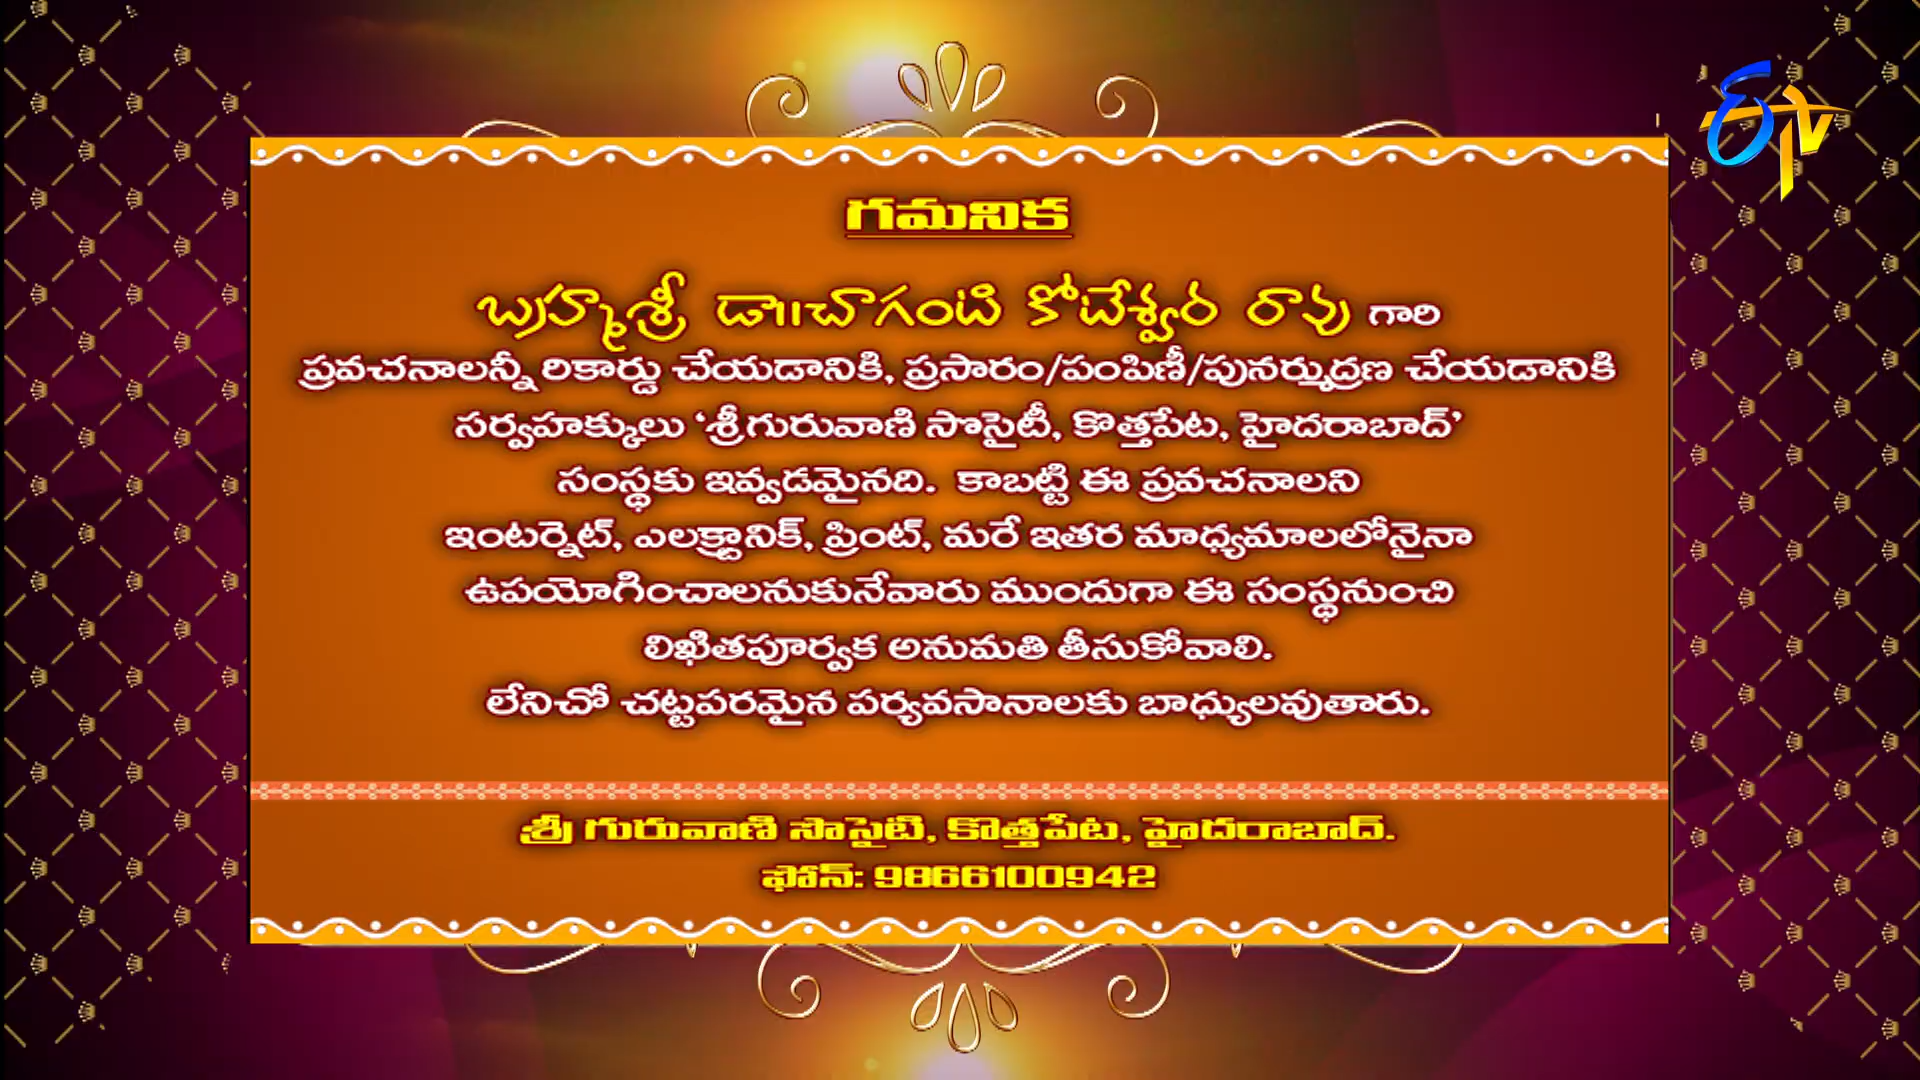 ఈtv
గమనిక
బ్రహ్మశ్రీ డా॥చాగంటి కోటేశ్వర రావు గారి
ప్రవచనాలన్నీ రికార్డు చేయడానికి, ప్రసారం/పంపిణీ/పునర్ముద్రణ చేయడానికి
సర్వహక్కులు ‘శ్రీగురువాణి సొసైటీ, కొత్తపేట, హైదరాబాద్’
సంస్థకు ఇవ్వడమైనది. కాబట్టి ఈ ప్రవచనాలని
ఇంటర్నెట్, ఎలక్ట్రానిక్, ప్రింట్, మరే ఇతర మాధ్యమాలలోనైనా
ఉపయోగించాలనుకునేవారు ముందుగా ఈ సంస్థనుంచి
లిఖితపూర్వక అనుమతి తీసుకోవాలి.
లేనిచో చట్టపరమైన పర్యవసానాలకు బాధ్యులవుతారు.
శ్రీ గురువాణి సొసైటి, కొత్తపేట, హైదరాబాద్.
ఫోన్: 9866100942